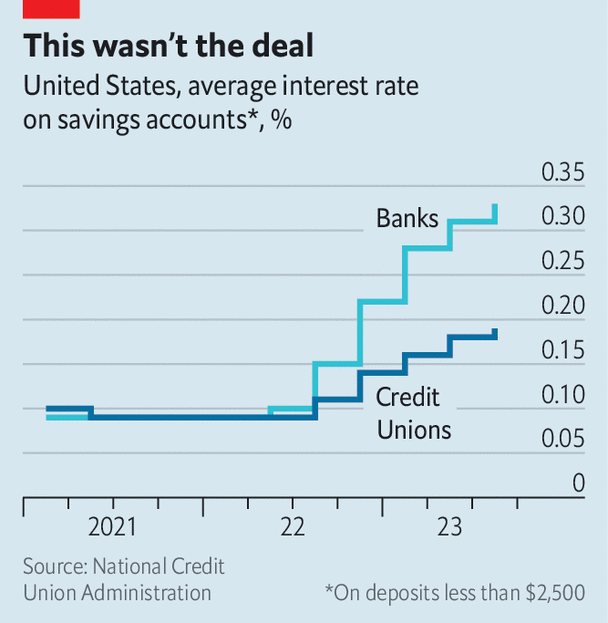 This wasn’t the deal
United States, average interest rate
on savings accounts*, %
0.35
Banks
0.30
0.25
0.20
0.15
Credit
Unions
0.10
0.05
0
2021
22
23
Source: National Credit
Union Administration
*On deposits less than $2,500